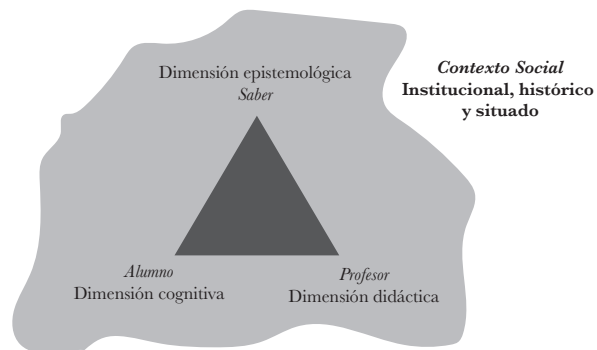 Dimensión epistemológica
Saber
Contexto Social
Institucional, histórico
y situado
Alumno
Dimensión cognitiva
Profesor
Dimensión didáctica